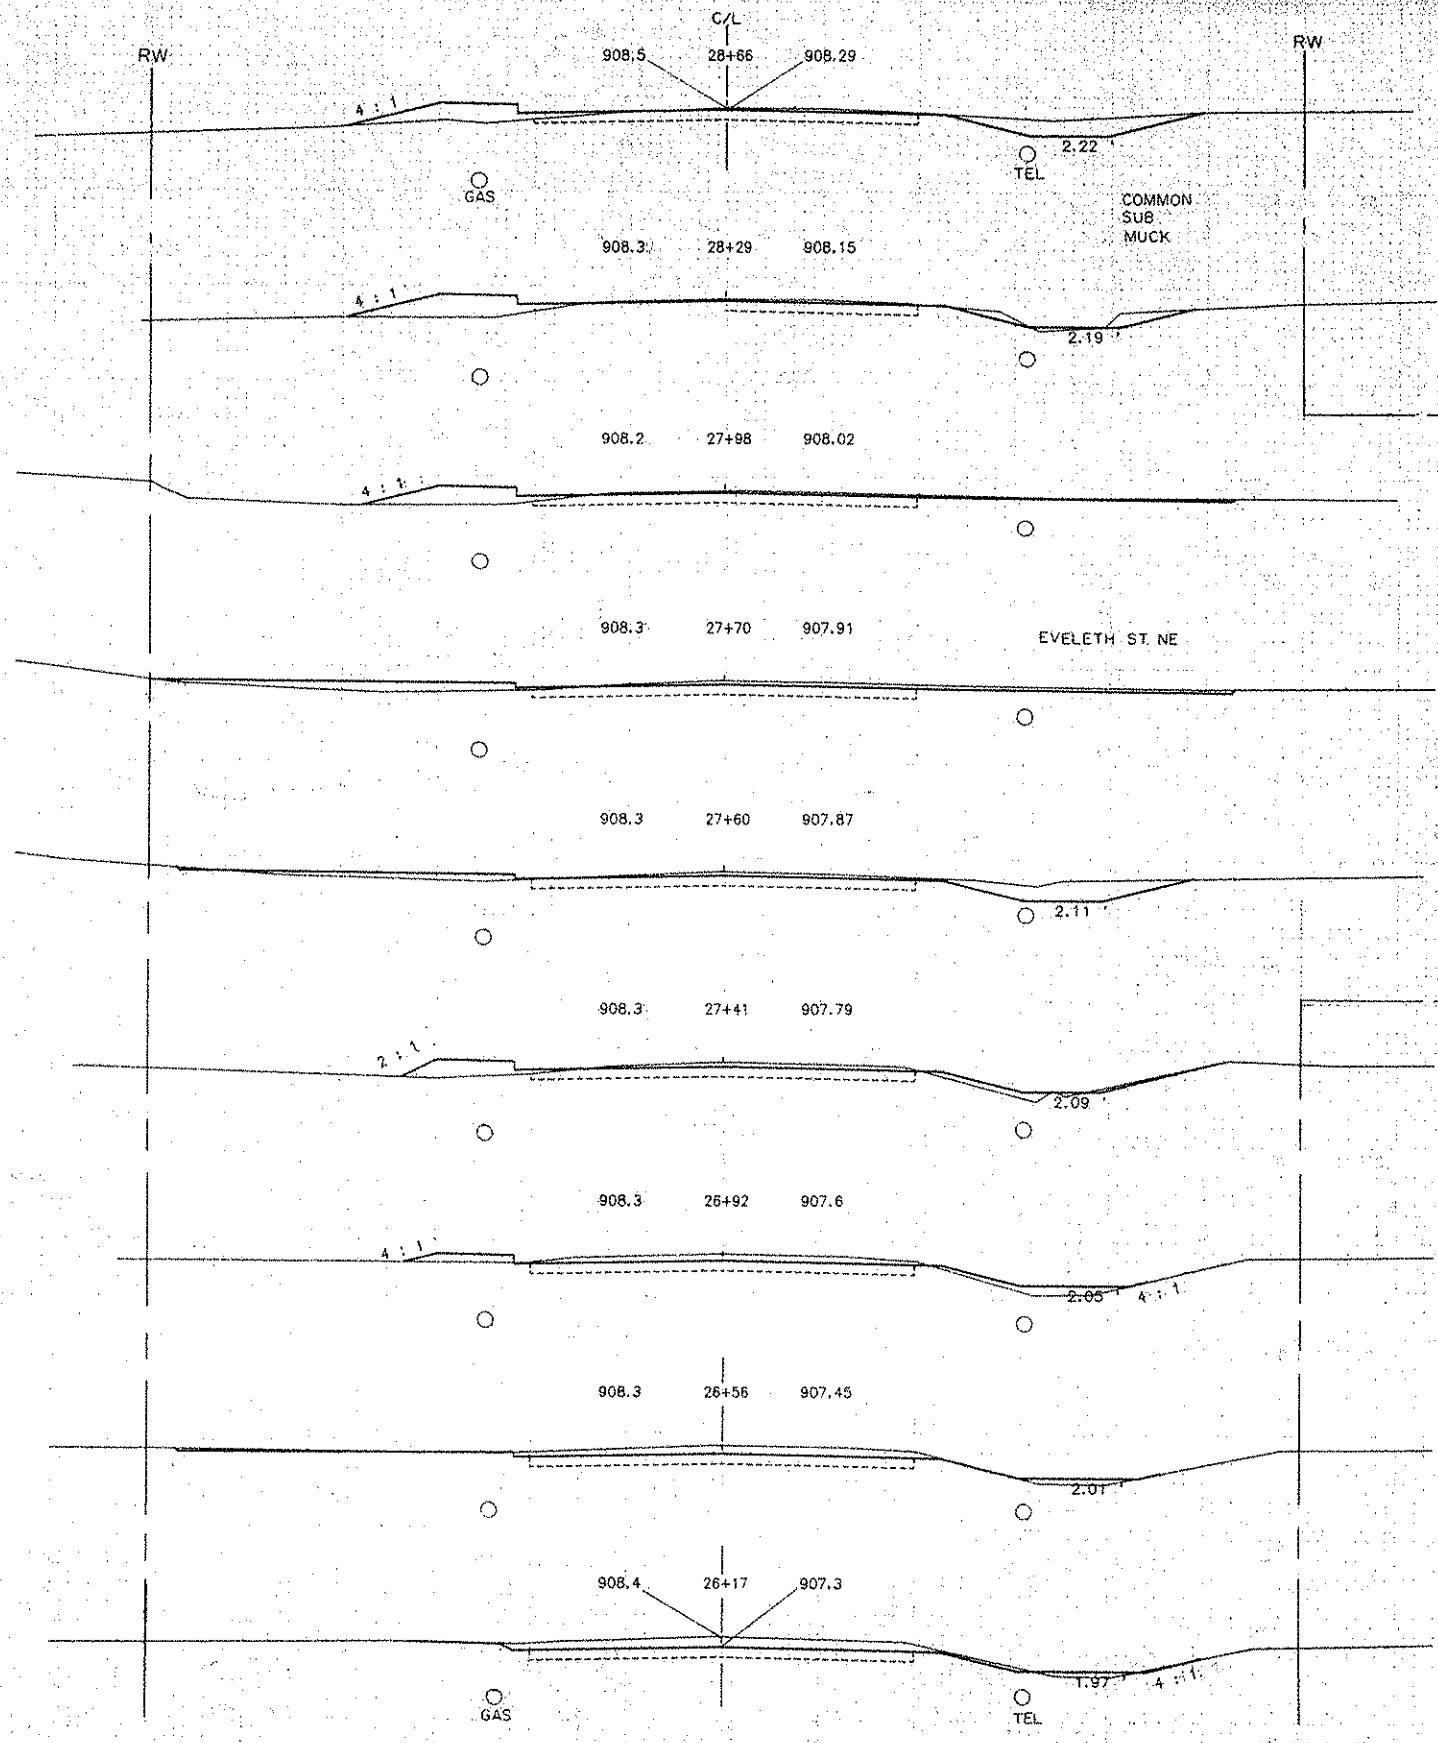 C/L
RW
908.5 28+66 908.29
RW
4 : 1
2.22'
TEL
GAS
COMMON
SUB
MUCK
908.3 28+29 908.15
4 : 1
2.19'
908.2 27+98 908.02
4 : 1
908.3 27+70 907.91
EVELETH ST. NE
908.3 27+60 907.87
2.11'
908.3 27+41 907.79
2 : 1
2.09'
908.3 26+92 907.6
4 : 1
2.05' 4 : 1
908.3 26+56 907.45
2.01'
908.4 26+17 907.3
1.97' 4 : 1
GAS
TEL